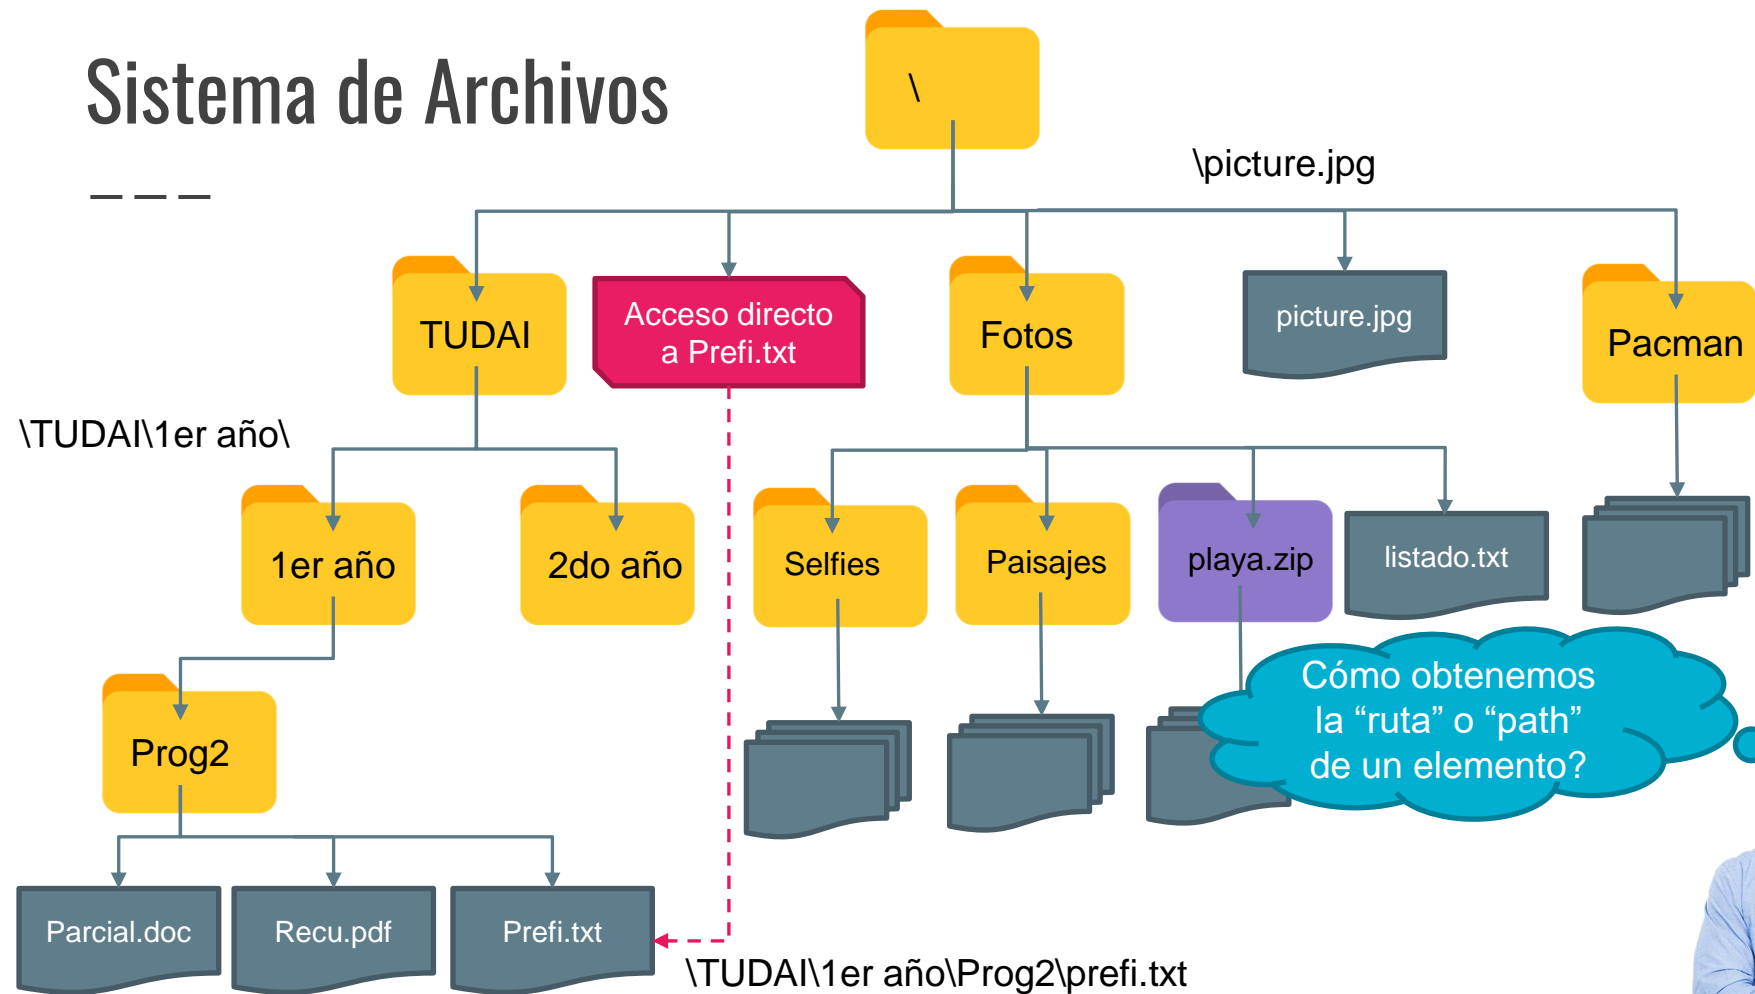 Sistema de Archivos
\
\picture.jpg
TUDAI
Acceso directo
a Prefi.txt
Fotos
picture.jpg
Pacman
\TUDAI\1er año\
1er año
2do año
Selfies
Paisajes
playa.zip
listado.txt
Cómo obtenemos
la “ruta” o “path”
de un elemento?
Prog2
Parcial.doc
Recu.pdf
Prefi.txt
\TUDAI\1er año\Prog2\prefi.txt